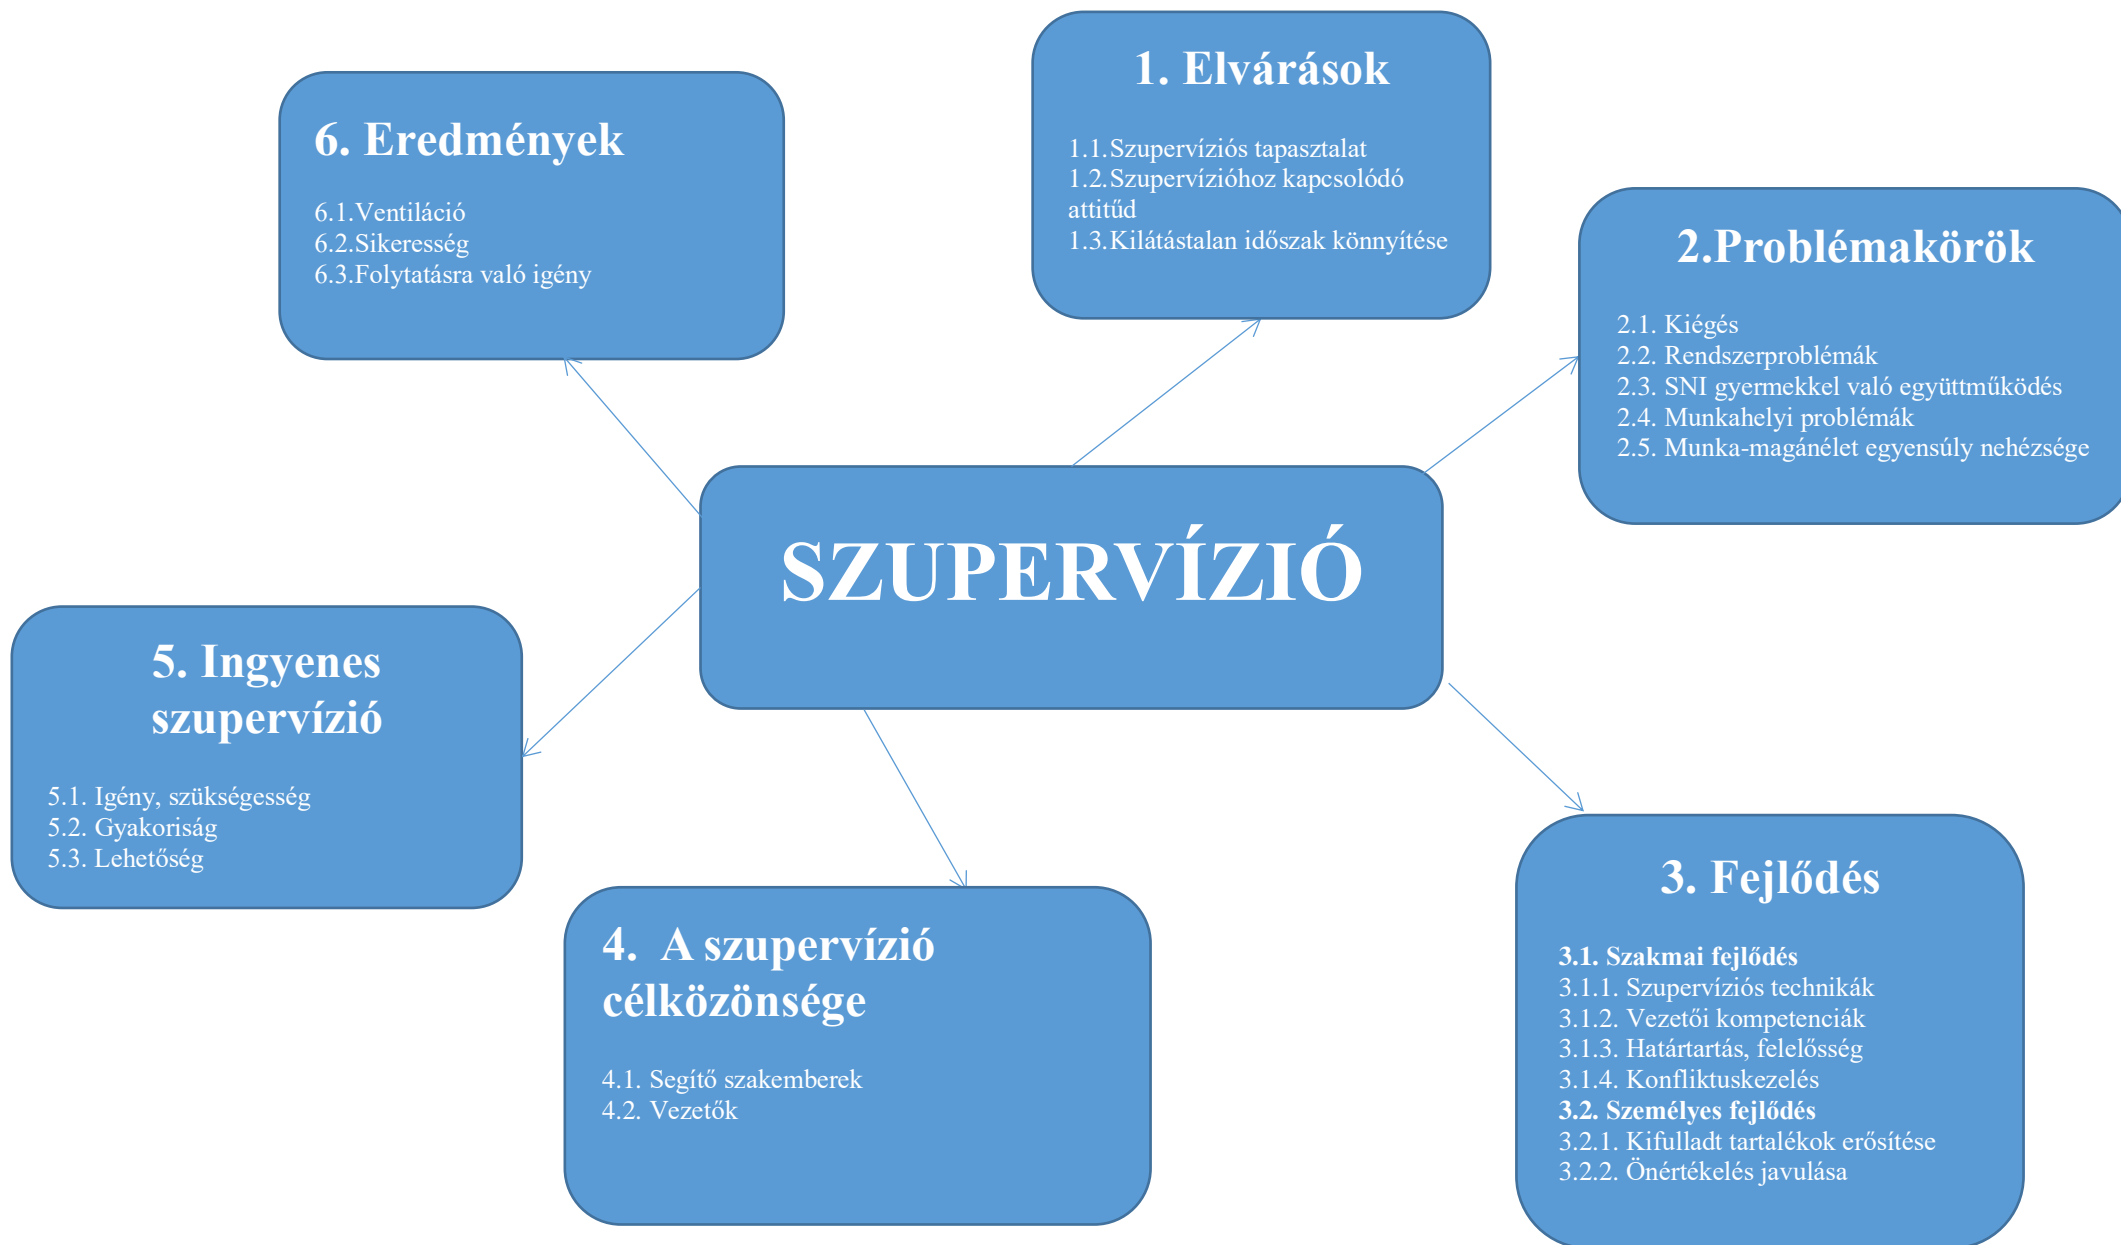 1. Elvárások
1.1.Szupervíziós tapasztalat
1.2.Szupervízióhoz kapcsolódó
attitűd
1.3.Kilátástalan időszak könnyítése
6. Eredmények
6.1.Ventiláció
6.2.Sikeresség
6.3.Folytatásra való igény
2.Problémakörök
2.1. Kiégés
2.2. Rendszerproblémák
2.3. SNI gyermekkel való együttműködés
2.4. Munkahelyi problémák
2.5. Munka-magánélet egyensúly nehézsége
SZUPERVÍZIÓ
5. Ingyenes
szupervízió
5.1. Igény, szükségesség
5.2. Gyakoriság
5.3. Lehetőség
4.  A szupervízió
célközönsége
4.1. Segítő szakemberek
4.2. Vezetők
3. Fejlődés
3.1. Szakmai fejlődés
3.1.1. Szupervíziós technikák
3.1.2. Vezetői kompetenciák
3.1.3. Határtartás, felelősség
3.1.4. Konfliktuskezelés
3.2. Személyes fejlődés
3.2.1. Kifulladt tartalékok erősítése
3.2.2. Önértékelés javulása